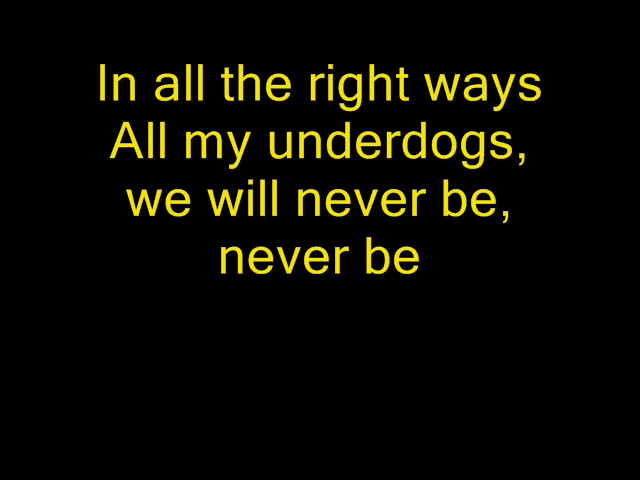 In all the right ways
All my underdogs,
we will never be,
never be